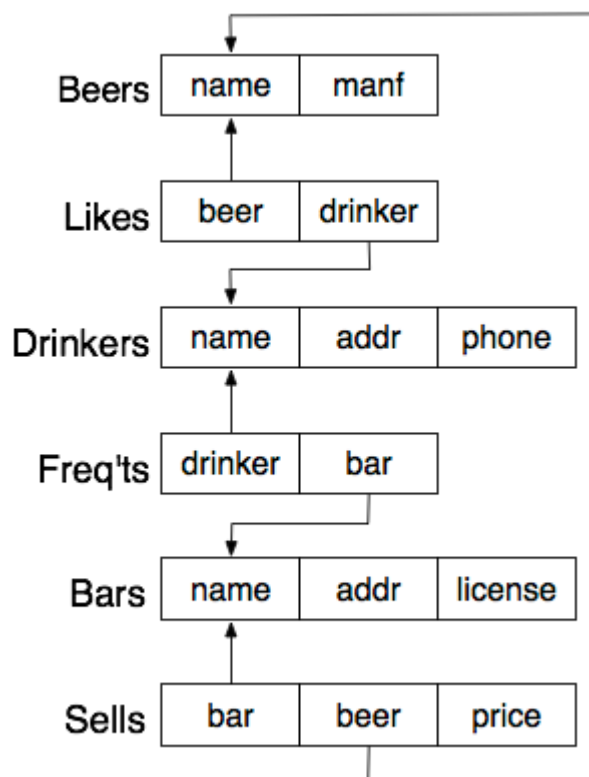 Beers name manf
Likes beer drinker
Drinkers name addr phone
Freq'ts drinker bar
Bars name addr license
Sells bar beer price